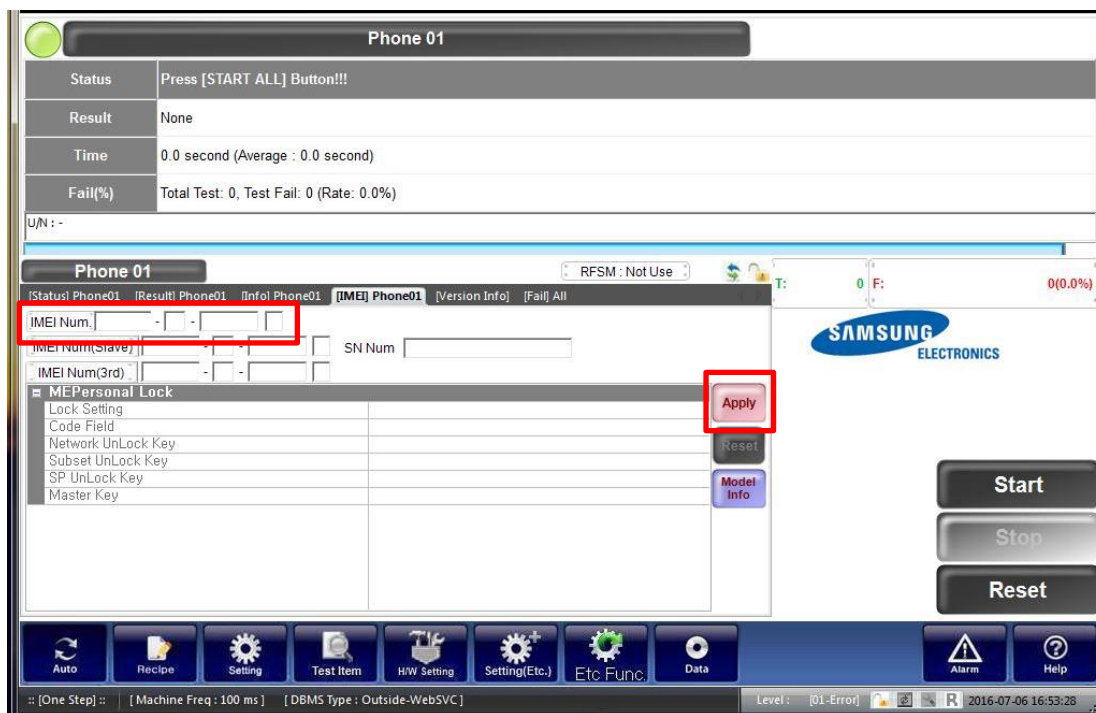 Phone 01
Status Press [START ALL] Button!!!
Result None
Time 0.0 second (Average : 0.0 second)
Fail(%) Total Test: 0, Test Fail: 0 (Rate: 0.0%)
U/N : -
Phone 01 RFSM : Not Use
T: 0 F: 0(0.0%)
[Status] Phone01 [Result] Phone01 [Info] Phone01 [IMEI] Phone01 [Version Info] [Fail] All
IMEI Num. - -
IMEI Num(Slave) - - SN Num
IMEI Num(3rd) - -
SAMSUNG
ELECTRONICS
MEPersonal Lock
Lock Setting
Code Field
Network UnLock Key
Subset UnLock Key
SP UnLock Key
Master Key
Apply
Reset
Model
Info
Start
Stop
Reset
Auto Recipe Setting Test Item H/W Setting Setting(Etc.) Etc Func. Data Alarm Help
:: [One Step] :: [ Machine Freq : 100 ms ] [ DBMS Type : Outside-WebSVC ] Level : [01-Error] R 2016-07-06 16:53:28